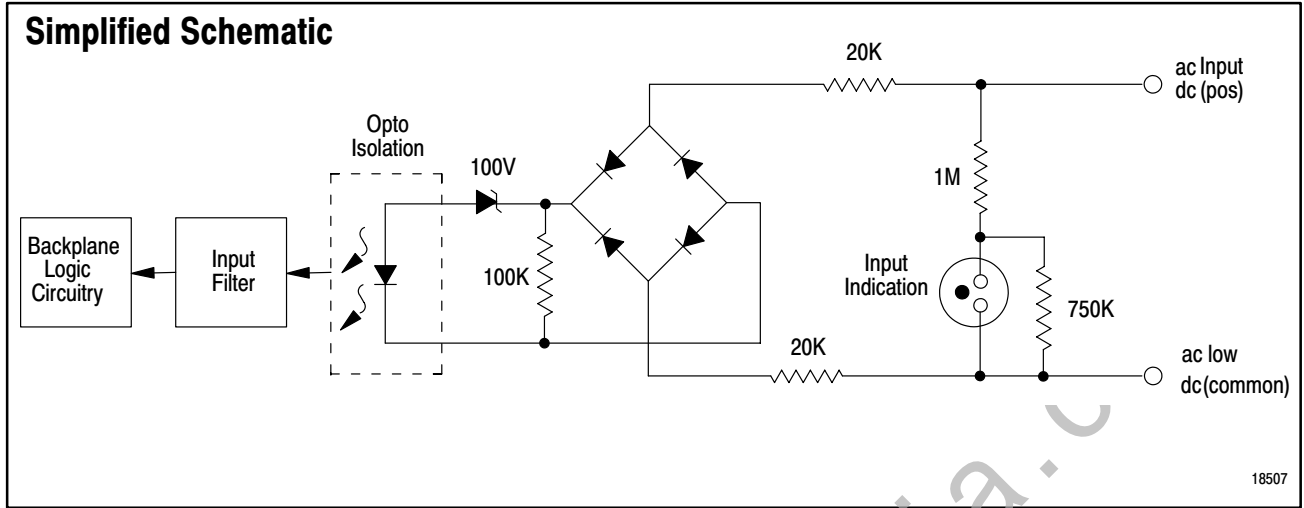 Simplified Schematic
20K
ac Input
dc (pos)
Opto
Isolation
100V
1M
Backplane
Logic
Circuitry
Input
Filter
100K
Input
Indication
750K
20K
ac low
dc (common)
18507